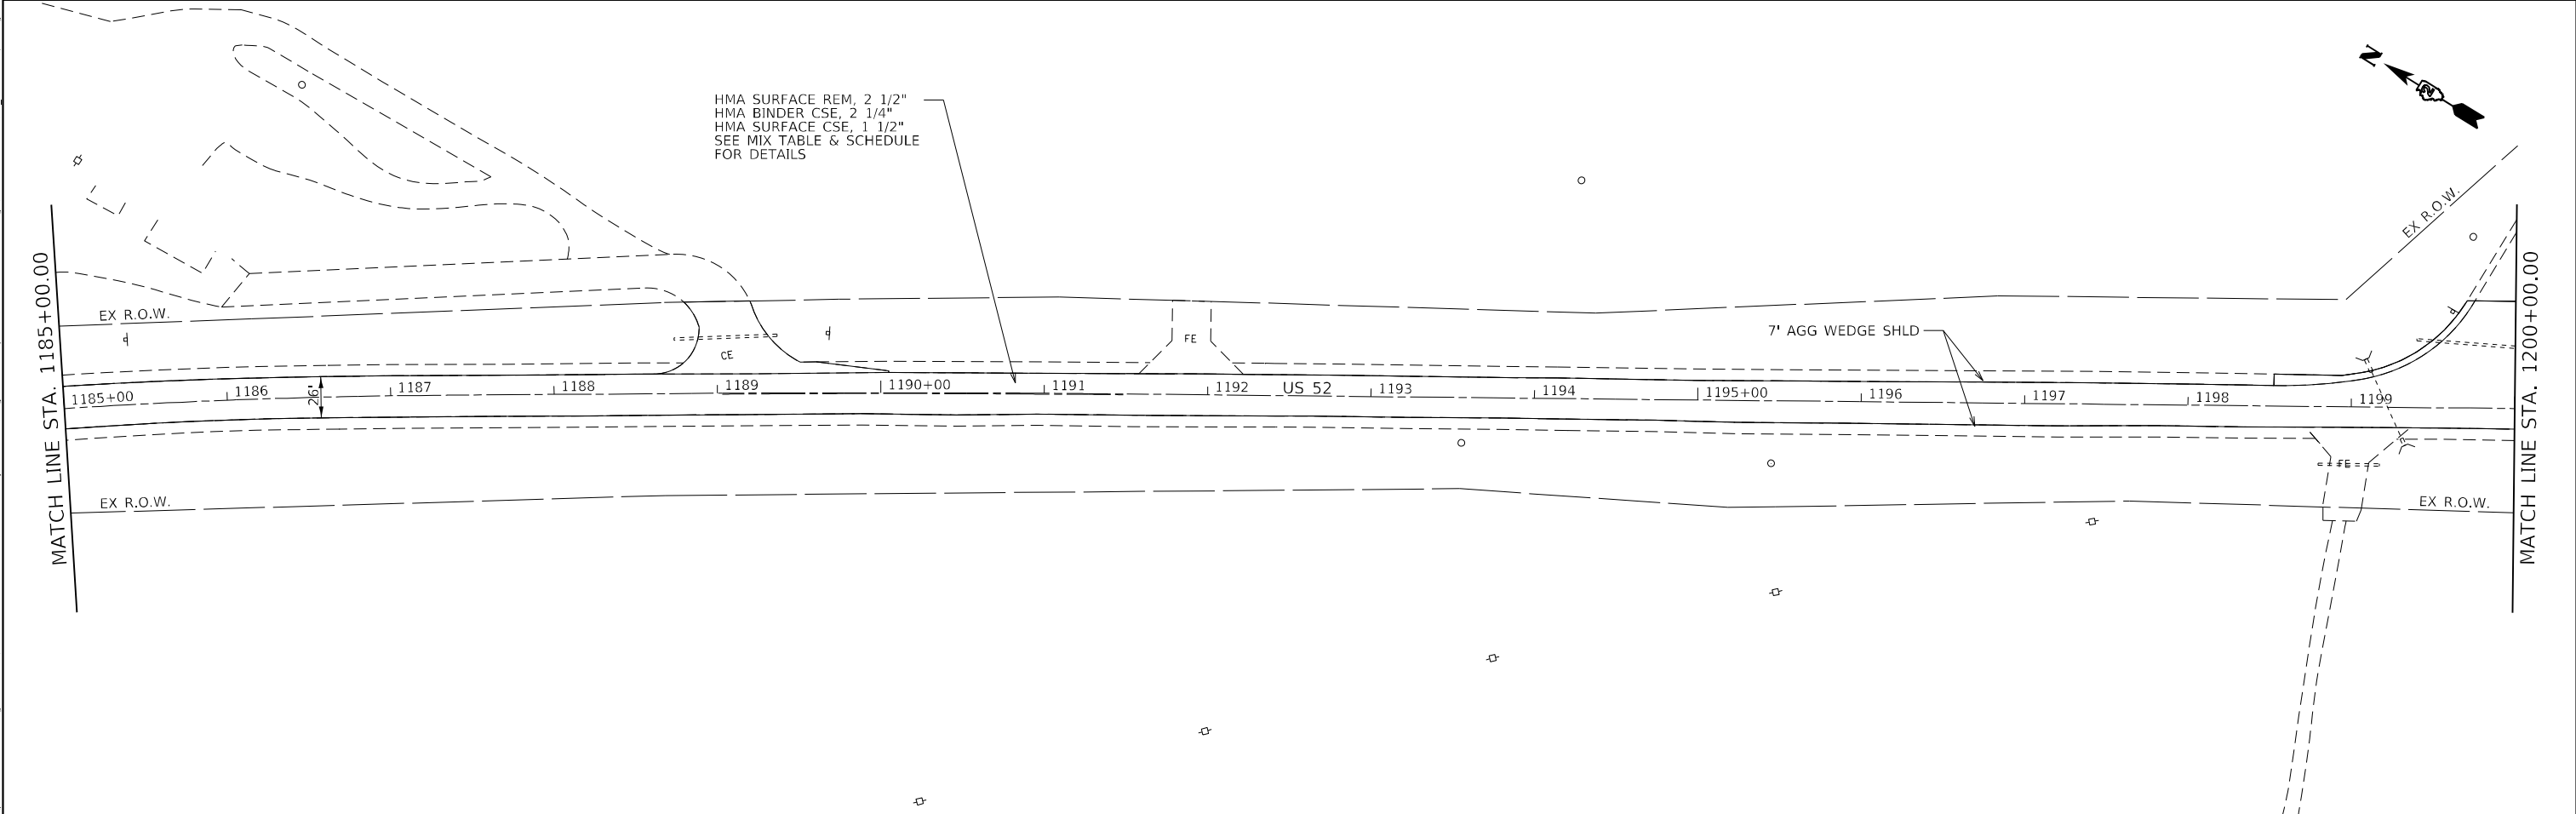 N
2
HMA SURFACE REM, 2 1/2"
HMA BINDER CSE, 2 1/4"
HMA SURFACE CSE, 1 1/2"
SEE MIX TABLE & SCHEDULE
FOR DETAILS
EX R.O.W.
MATCH LINE STA. 1185+00.00
EX R.O.W.
CE
FE
7' AGG WEDGE SHLD
MATCH LINE STA. 1200+00.00
1185+00
1186
26'
1187
1188
1189
1190+00
1191
1192
US 52
1193
1194
1195+00
1196
1197
1198
1199
FE
EX R.O.W.
EX R.O.W.